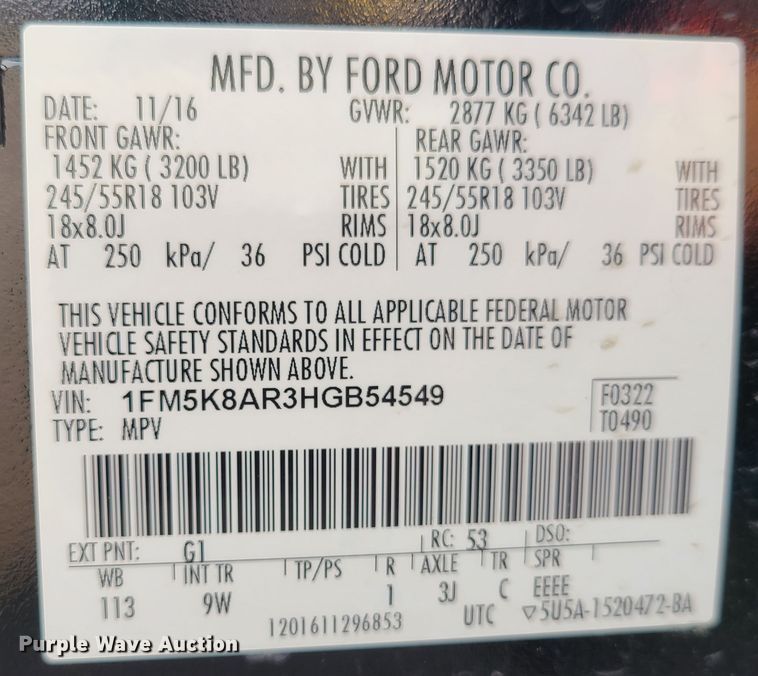 MFD. BY FORD MOTOR CO.
DATE: 11/16 GVWR: 2877 KG ( 6342 LB)
FRONT GAWR: REAR GAWR:
1452 KG ( 3200 LB) WITH 1520 KG ( 3350 LB) WITH
245/55R18 103V TIRES 245/55R18 103V TIRES
18x8.0J RIMS 18x8.0J RIMS
AT 250 kPa/ 36 PSI COLD AT 250 kPa/ 36 PSI COLD
THIS VEHICLE CONFORMS TO ALL APPLICABLE FEDERAL MOTOR
VEHICLE SAFETY STANDARDS IN EFFECT ON THE DATE OF
MANUFACTURE SHOWN ABOVE.
VIN: 1FM5K8AR3HGB54549 F0322
TYPE: MPV T0490
EXT PNT: G1 RC: 53 DSO:
WB INT TR TP/PS R AXLE TR SPR
113 9W 1 3J C EEEE
1201611296853 UTC ▽5U5A-1520472-BA
Purple Wave Auction